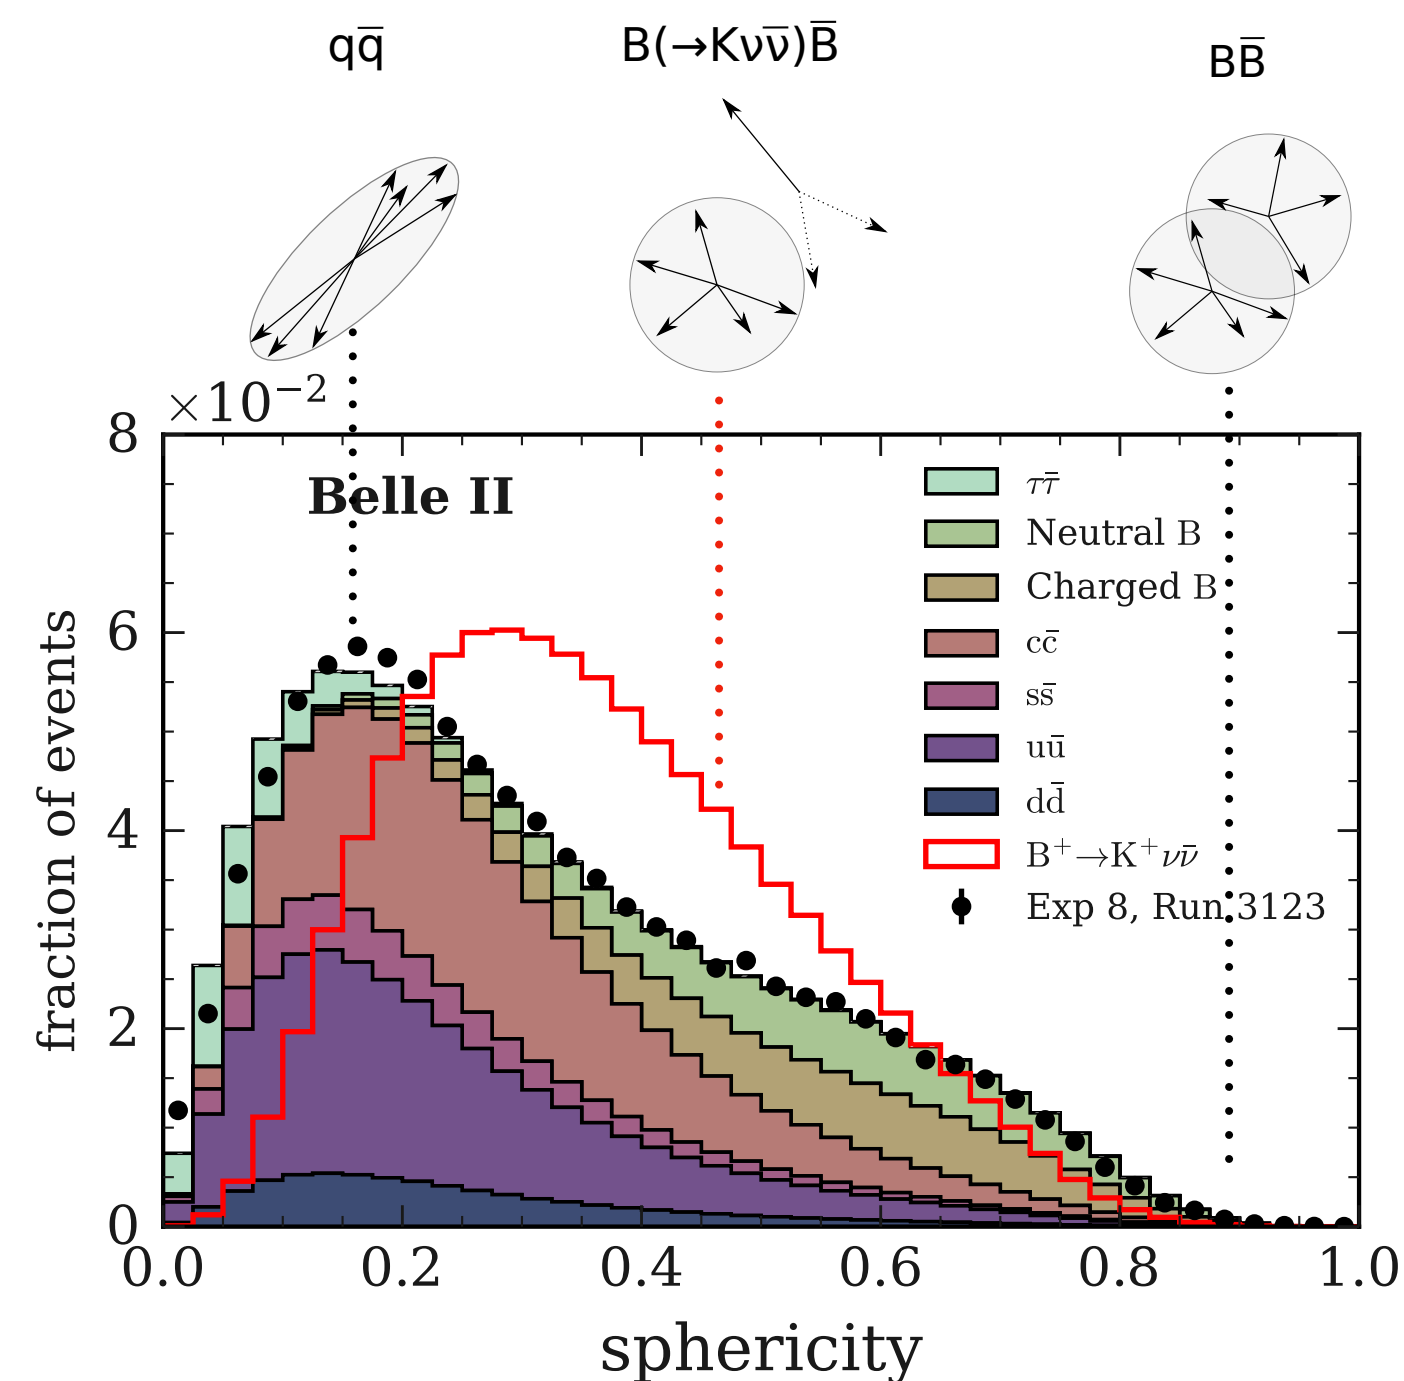 qq̅
B(→Kνν̅)B̅
BB̅
×10⁻²
8
6
4
2
0
fraction of events
Belle II
ττ̅
Neutral B
Charged B
cc̅
ss̅
uu̅
dd̅
B⁺→K⁺νν̅
Exp 8, Run 3123
0.0 0.2 0.4 0.6 0.8 1.0
sphericity